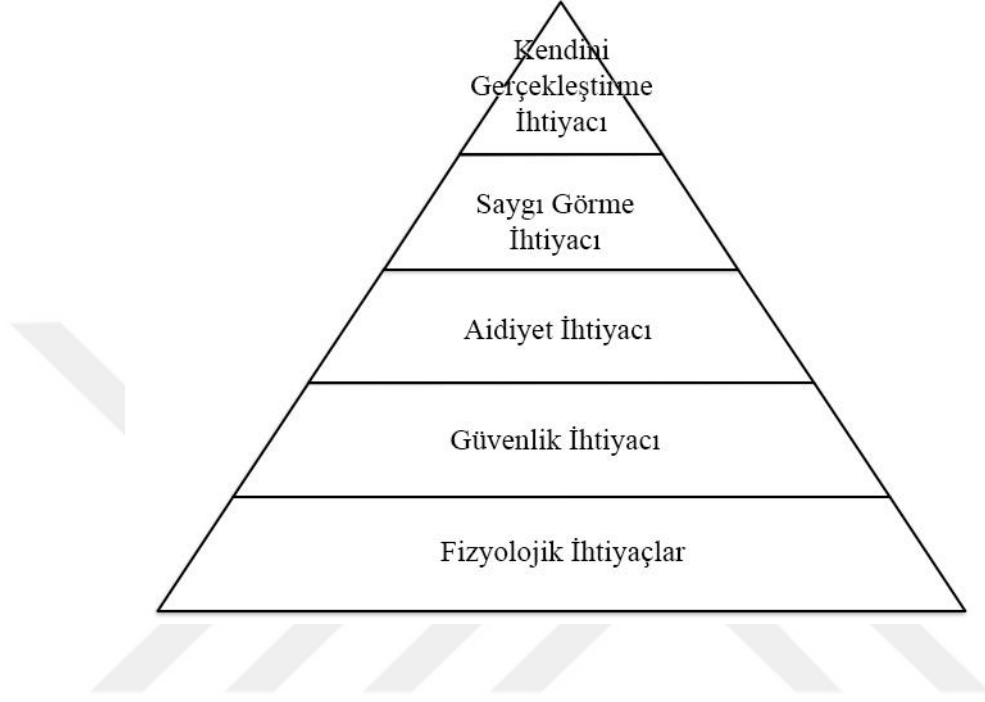 Kendini
Gerçekleştirme
İhtiyacı
Saygı Görme
İhtiyacı
Aidiyet İhtiyacı
Güvenlik İhtiyacı
Fizyolojik İhtiyaçlar